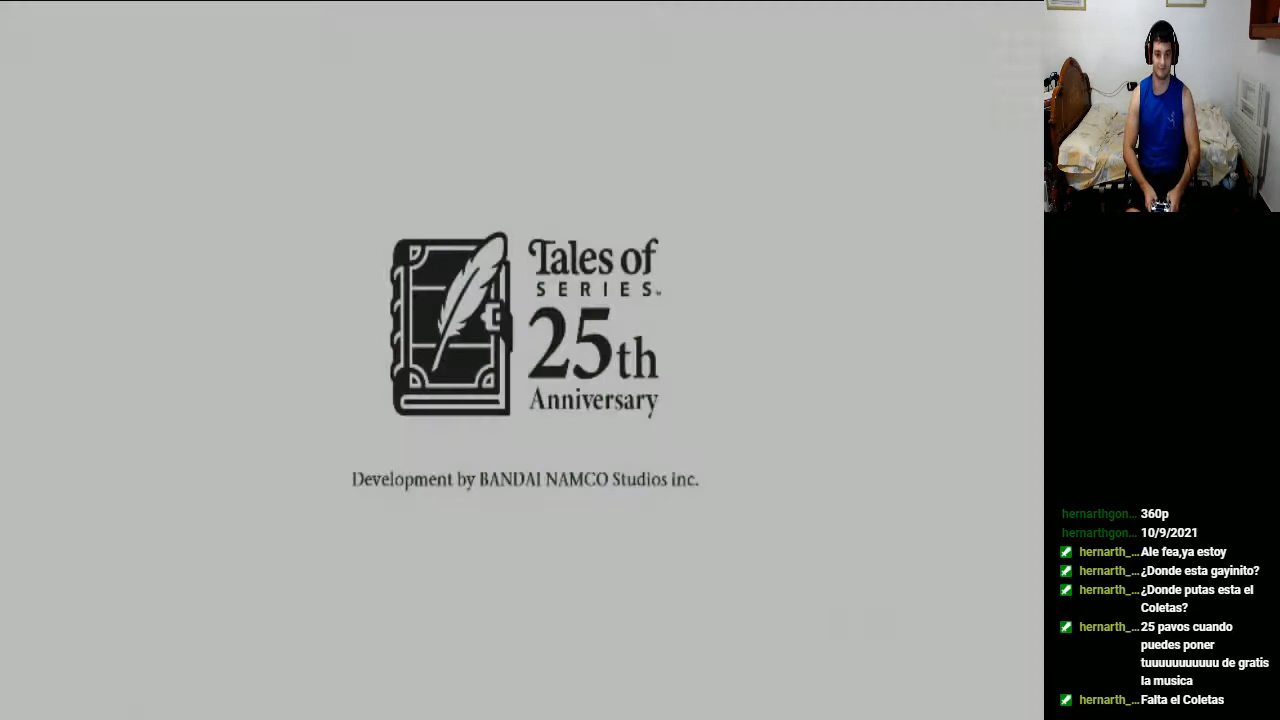 Tales of
SERIES™
25th
Anniversary
Development by BANDAI NAMCO Studios inc.
hernarthgon... 360p
hernarthgon... 10/9/2021
hernarth_... Ale fea,ya estoy
hernarth_... ¿Donde esta gayinito?
hernarth_... ¿Donde putas esta el
Coletas?
hernarth_... 25 pavos cuando
puedes poner
tuuuuuuuuuuu de gratis
la musica
hernarth_... Falta el Coletas